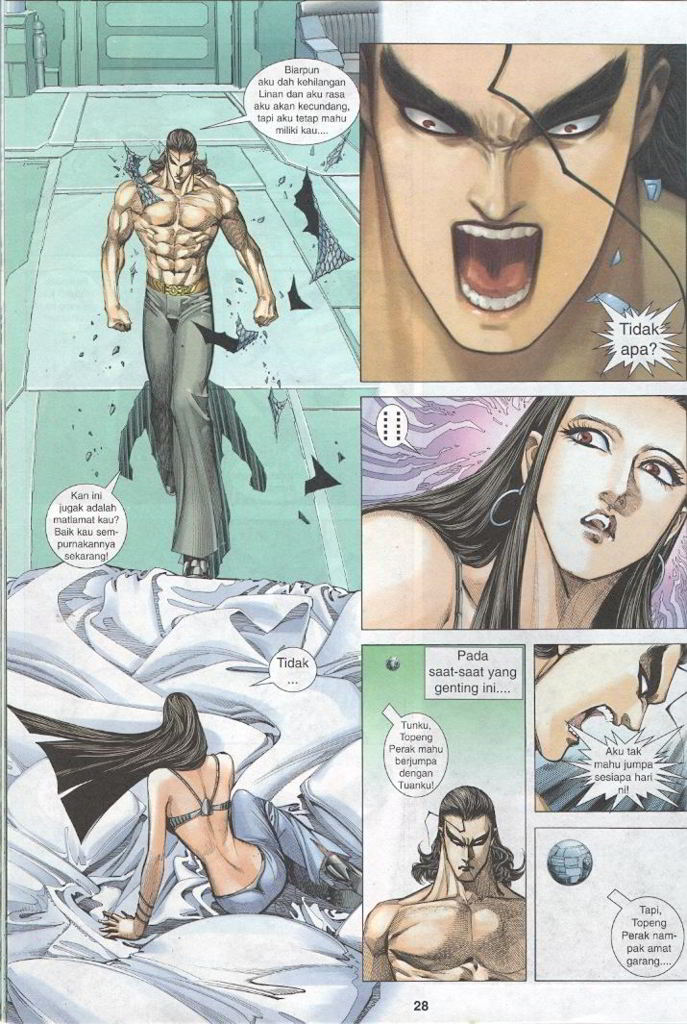 Biarpun
aku dah kehilangan
Linan dan aku rasa
aku akan kecundang,
tapi aku tetap mahu
miliki kau....
Kan ini
jugak adalah
matlamat kau?
Baik kau sem-
purnakannya
sekarang!
Tidak
...
Tidak
apa?
Pada
saat-saat yang
genting ini....
Tunku,
Topeng
Perak mahu
berjumpa
dengan
Tuanku!
Aku tak
mahu jumpa
sesiapa hari
ni!
Tapi,
Topeng
Perak nam-
pak amat
garang....
28